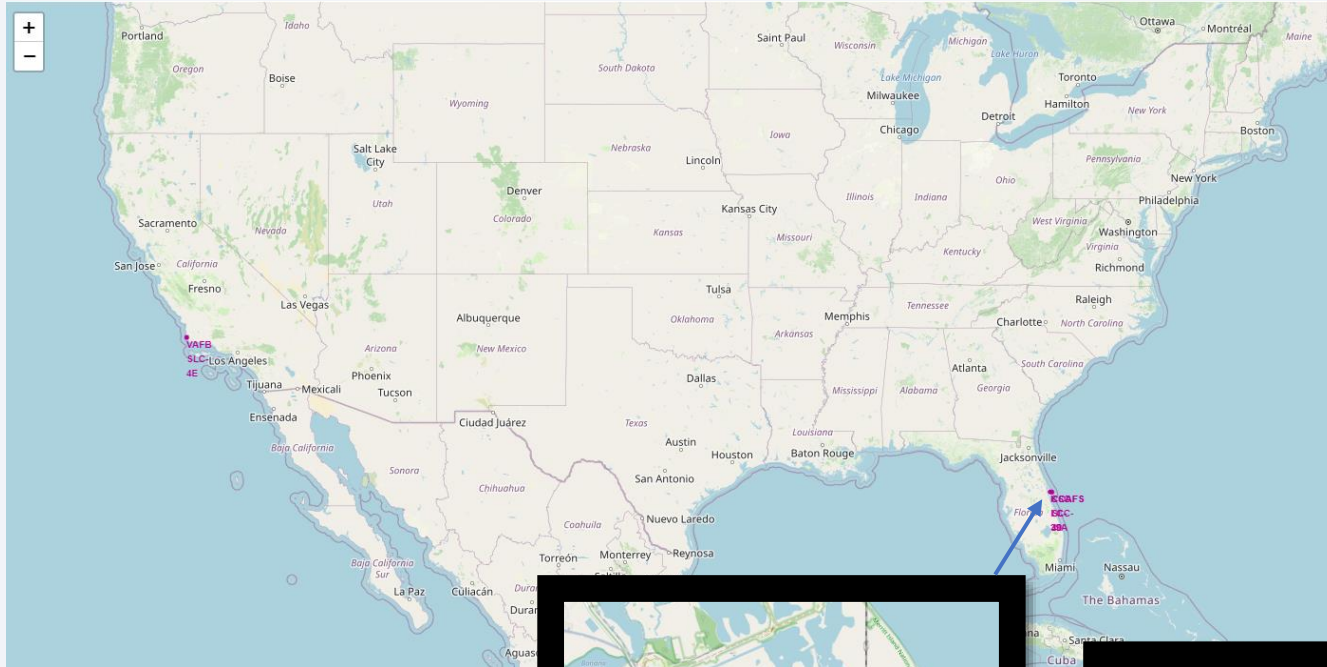 +
−
Portland
Idaho
Oregon
Boise
Saint Paul
Wisconsin
Michigan
Lake Huron
Ottawa
Montréal
Maine
South Dakota
Toronto
Wyoming
Lake Michigan
Milwaukee
Hamilton
New York
Detroit
Chicago
Boston
Iowa
Salt Lake
City
Nebraska
Lincoln
Pennsylvania
New York
Ohio
Denver
Utah
Illinois
Indiana
Philadelphia
Colorado
Kansas City
Sacramento
Nevada
West Virginia
Washington
Kansas
Missouri
Virginia
Kentucky
San Jose
California
Richmond
Fresno
Las Vegas
Tulsa
Raleigh
Albuquerque
Oklahoma
Memphis
Tennessee
Charlotte
North Carolina
Arkansas
VAFB
SLC-
4E
Los Angeles
Arizona
New Mexico
South Carolina
Phoenix
Atlanta
Dallas
Tijuana
Mexicali
Tucson
Mississippi
Alabama
Georgia
Ensenada
Ciudad Juárez
Texas
Austin
Louisiana
Baja California
Houston
Baton Rouge
Jacksonville
Sonora
San Antonio
Chihuahua
Florida
Coahuila
Nuevo Laredo
Torreón
Monterrey
Reynosa
Baja California
Sur
Miami
Nassau
La Paz
Culiacán
The Bahamas
Santa Clara
Cuba